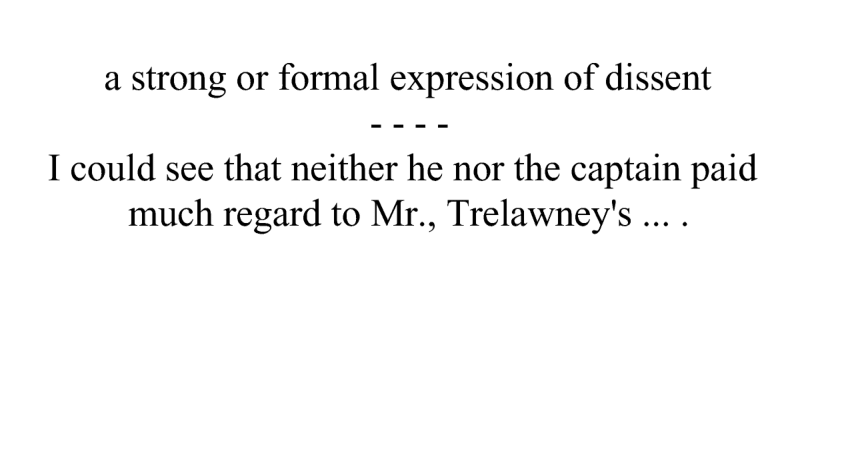 a strong or formal expression of dissent
- - - -
I could see that neither he nor the captain paid
much regard to Mr., Trelawney's ... .